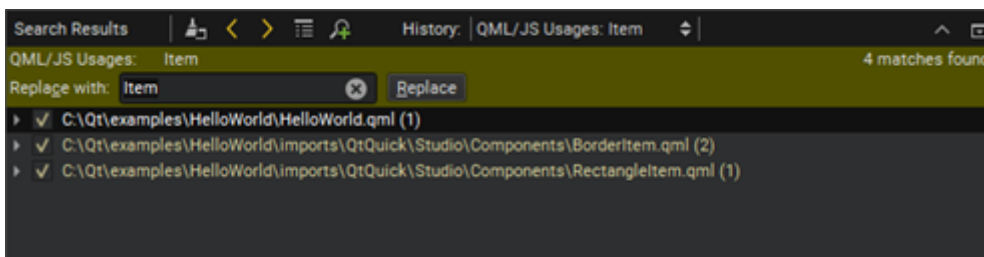 Search Results History: QML/JS Usages: Item
QML/JS Usages: Item 4 matches found
Replace with: Item Replace
C:\Qt\examples\HelloWorld\HelloWorld.qml (1)
C:\Qt\examples\HelloWorld\imports\QtQuick\Studio\Components\BorderItem.qml (2)
C:\Qt\examples\HelloWorld\imports\QtQuick\Studio\Components\RectangleItem.qml (1)